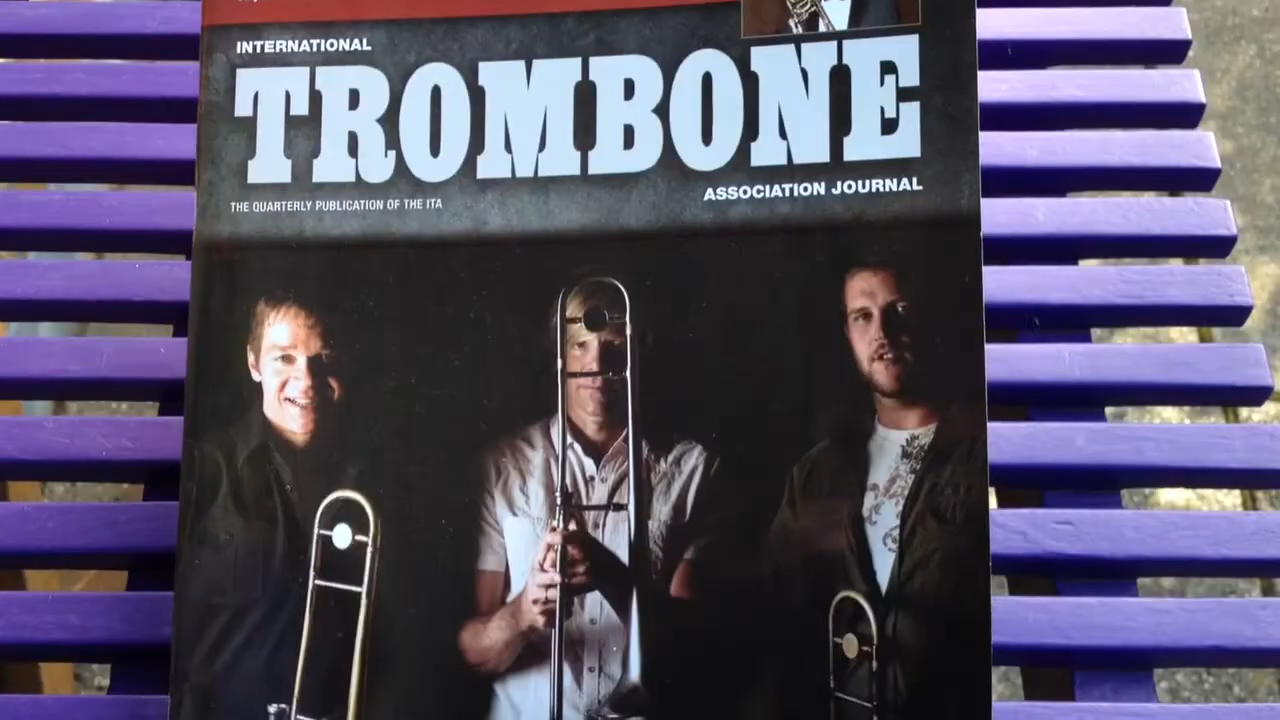 INTERNATIONAL
TROMBONE
ASSOCIATION JOURNAL
THE QUARTERLY PUBLICATION OF THE ITA